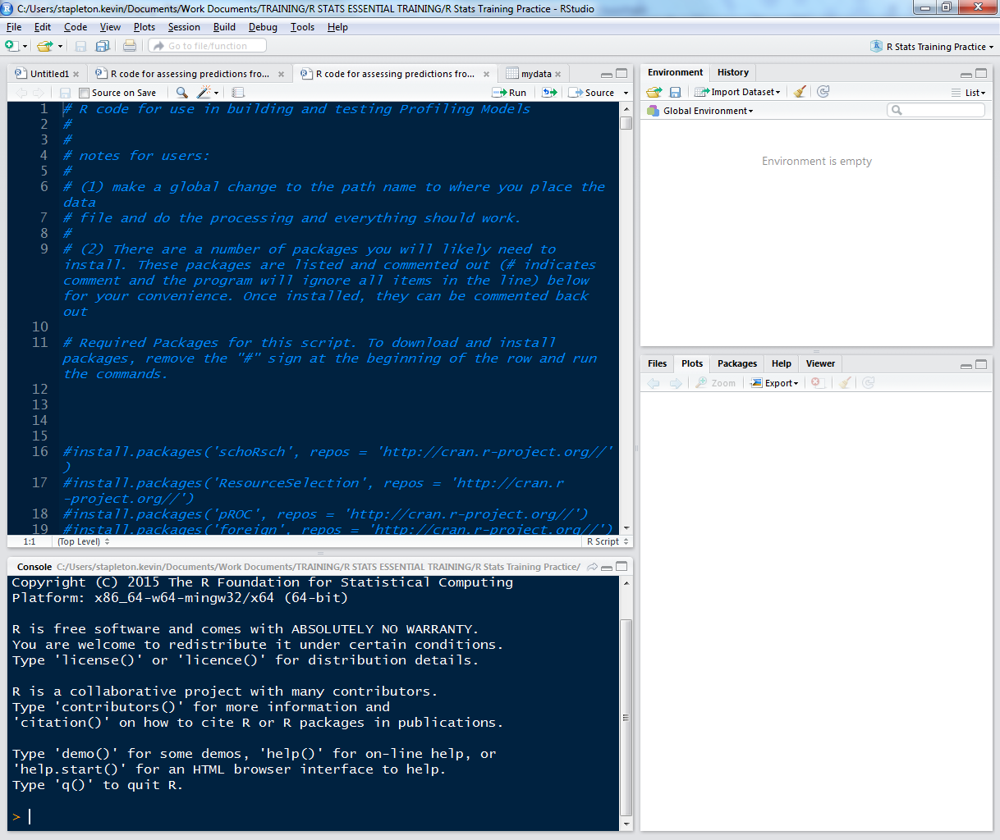 C:/Users/stapleton.kevin/Documents/Work Documents/TRAINING/R STATS ESSENTIAL TRAINING/R Stats Training Practice - RStudio
File Edit Code View Plots Session Build Debug Tools Help
Go to file/function
R Stats Training Practice
Untitled1
R code for assessing predictions fro...
R code for assessing predictions fro...
mydata
Source on Save
Run
Source
1 # R code for use in building and testing Profiling Models
2 #
3 #
4 # notes for users:
5 #
6 # (1) make a global change to the path name to where you place the
data
7 # file and do the processing and everything should work.
8 #
9 # (2) There are a number of packages you will likely need to
install. These packages are listed and commented out (# indicates
comment and the program will ignore all items in the line) below
for your convenience. Once installed, they can be commented back
out
10
11 # Required Packages for this script. To download and install
packages, remove the "#" sign at the beginning of the row and run
the commands.
12
13
14
15
16 #install.packages('schoRsch', repos = 'http://cran.r-project.org//'
)
17 #install.packages('ResourceSelection', repos = 'http://cran.r
-project.org//')
18 #install.packages('pROC', repos = 'http://cran.r-project.org//')
19 #install.packages('foreign', repos = 'http://cran.r-project.org//')
1:1 (Top Level) R Script
Console C:/Users/stapleton.kevin/Documents/Work Documents/TRAINING/R STATS ESSENTIAL TRAINING/R Stats Training Practice/
Copyright (C) 2015 The R Foundation for Statistical Computing
Platform: x86_64-w64-mingw32/x64 (64-bit)
R is free software and comes with ABSOLUTELY NO WARRANTY.
You are welcome to redistribute it under certain conditions.
Type 'license()' or 'licence()' for distribution details.
R is a collaborative project with many contributors.
Type 'contributors()' for more information and
'citation()' on how to cite R or R packages in publications.
Type 'demo()' for some demos, 'help()' for on-line help, or
'help.start()' for an HTML browser interface to help.
Type 'q()' to quit R.
>
Environment History
Import Dataset
List
Global Environment
Environment is empty
Files Plots Packages Help Viewer
Zoom Export